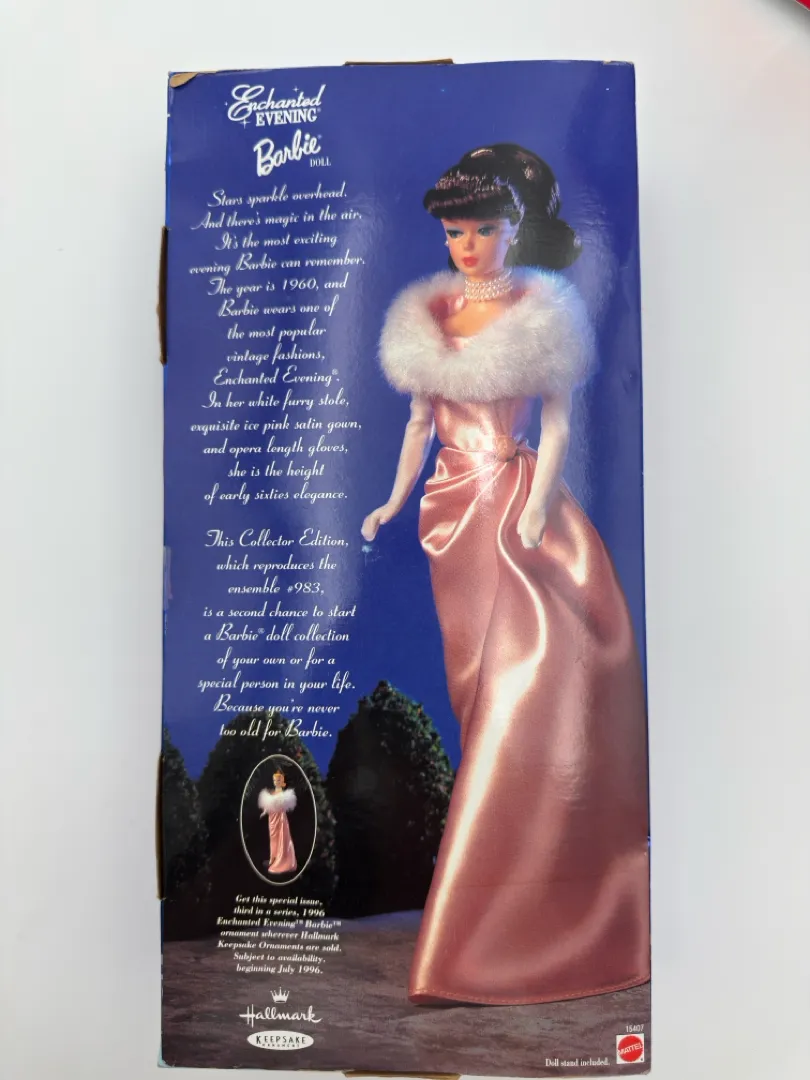 Enchanted
EVENING®
Barbie®
DOLL
Stars sparkle overhead.
And there's magic in the air.
It's the most exciting
evening Barbie can remember.
The year is 1960, and
Barbie wears one of
the most popular
vintage fashions,
Enchanted Evening®.
In her white furry stole,
exquisite ice pink satin gown,
and opera length gloves,
she is the height
of early sixties elegance.
This Collector Edition,
which reproduces the
ensemble #983,
is a second chance to start
a Barbie® doll collection
of your own or for a
special person in your life.
Because you're never
too old for Barbie.
Get this special issue,
third in a series, 1996
Enchanted Evening™ Barbie™
ornament wherever Hallmark
Keepsake Ornaments are sold.
Subject to availability.
beginning July 1996.
Hallmark
KEEPSAKE
ORNAMENT
15407
MATTEL
Doll stand included.